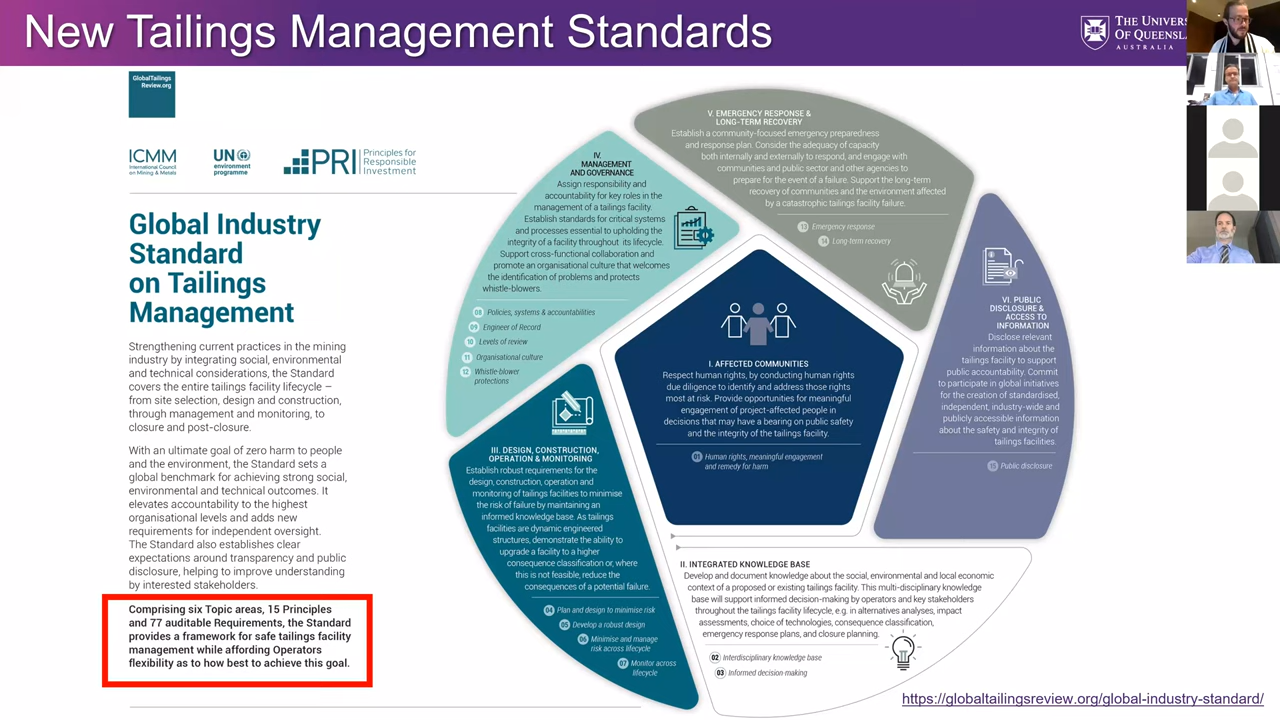 New Tailings Management Standards
THE UNIVERS
OF QUEENSLA
AUSTRALIA
GlobalTailings
Review.org
ICMM
International Council
on Mining & Metals
UN
environment
programme
PRI
Principles for
Responsible
Investment
Global Industry
Standard
on Tailings
Management
Strengthening current practices in the mining
industry by integrating social, environmental
and technical considerations, the Standard
covers the entire tailings facility lifecycle –
from site selection, design and construction,
through management and monitoring, to
closure and post-closure.
With an ultimate goal of zero harm to people
and the environment, the Standard sets a
global benchmark for achieving strong social,
environmental and technical outcomes. It
elevates accountability to the highest
organisational levels and adds new
requirements for independent oversight.
The Standard also establishes clear
expectations around transparency and public
disclosure, helping to improve understanding
by interested stakeholders.
Comprising six Topic areas, 15 Principles
and 77 auditable Requirements, the Standard
provides a framework for safe tailings facility
management while affording Operators
flexibility as to how best to achieve this goal.
V. EMERGENCY RESPONSE &
LONG-TERM RECOVERY
Establish a community-focused emergency preparedness
and response plan. Consider the adequacy of capacity
both internally and externally to respond, and engage with
communities and public sector and other agencies to
prepare for the event of a failure. Support the long-term
recovery of communities and the environment affected
by a catastrophic tailings facility failure.
13 Emergency response
14 Long-term recovery
IV.
MANAGEMENT
AND GOVERNANCE
Assign responsibility and
accountability for key roles in the
management of a tailings facility.
Establish standards for critical systems
and processes essential to upholding the
integrity of a facility throughout its lifecycle.
Support cross-functional collaboration and
promote an organisational culture that welcomes
the identification of problems and protects
whistle-blowers.
08 Policies, systems & accountabilities
09 Engineer of Record
10 Levels of review
11 Organisational culture
12 Whistle-blower
protections
VI. PUBLIC
DISCLOSURE &
ACCESS TO
INFORMATION
Disclose relevant
information about the
tailings facility to support
public accountability. Commit
to participate in global initiatives
for the creation of standardised,
independent, industry-wide and
publicly accessible information
about the safety and integrity of
tailings facilities.
15 Public disclosure
I. AFFECTED COMMUNITIES
Respect human rights, by conducting human rights
due diligence to identify and address those rights
most at risk. Provide opportunities for meaningful
engagement of project-affected people in
decisions that may have a bearing on public safety
and the integrity of the tailings facility.
01 Human rights, meaningful engagement
and remedy for harm
III. DESIGN, CONSTRUCTION,
OPERATION & MONITORING
Establish robust requirements for the
design, construction, operation and
monitoring of tailings facilities to minimise
the risk of failure by maintaining an
informed knowledge base. As tailings
facilities are dynamic engineered
structures, demonstrate the ability to
upgrade a facility to a higher
consequence classification or, where
this is not feasible, reduce the
consequences of a potential failure.
04 Plan and design to minimise risk
05 Develop a robust design
06 Minimise and manage
risk across lifecycle
07 Monitor across
lifecycle
II. INTEGRATED KNOWLEDGE BASE
Develop and document knowledge about the social, environmental and local economic
context of a proposed or existing tailings facility. This multi-disciplinary knowledge
base will support informed decision-making by operators and key stakeholders
throughout the tailings facility lifecycle, e.g. in alternatives analyses, impact
assessments, choice of technologies, consequence classification,
emergency response plans, and closure planning.
02 Interdisciplinary knowledge base
03 Informed decision-making
https://globaltailingsreview.org/global-industry-standard/